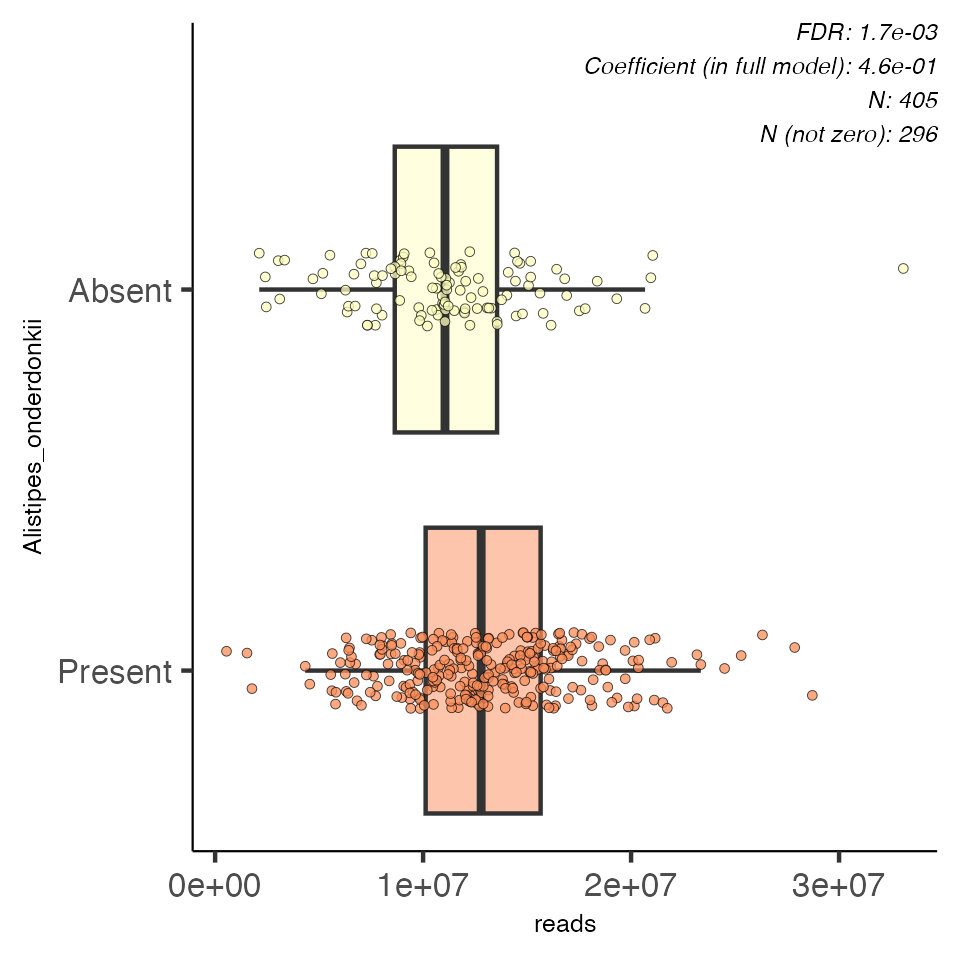 FDR: 1.7e-03
Coefficient (in full model): 4.6e-01
N: 405
N (not zero): 296
Absent
Alistipes_onderdonkii
Present
0e+00 1e+07 2e+07 3e+07
reads